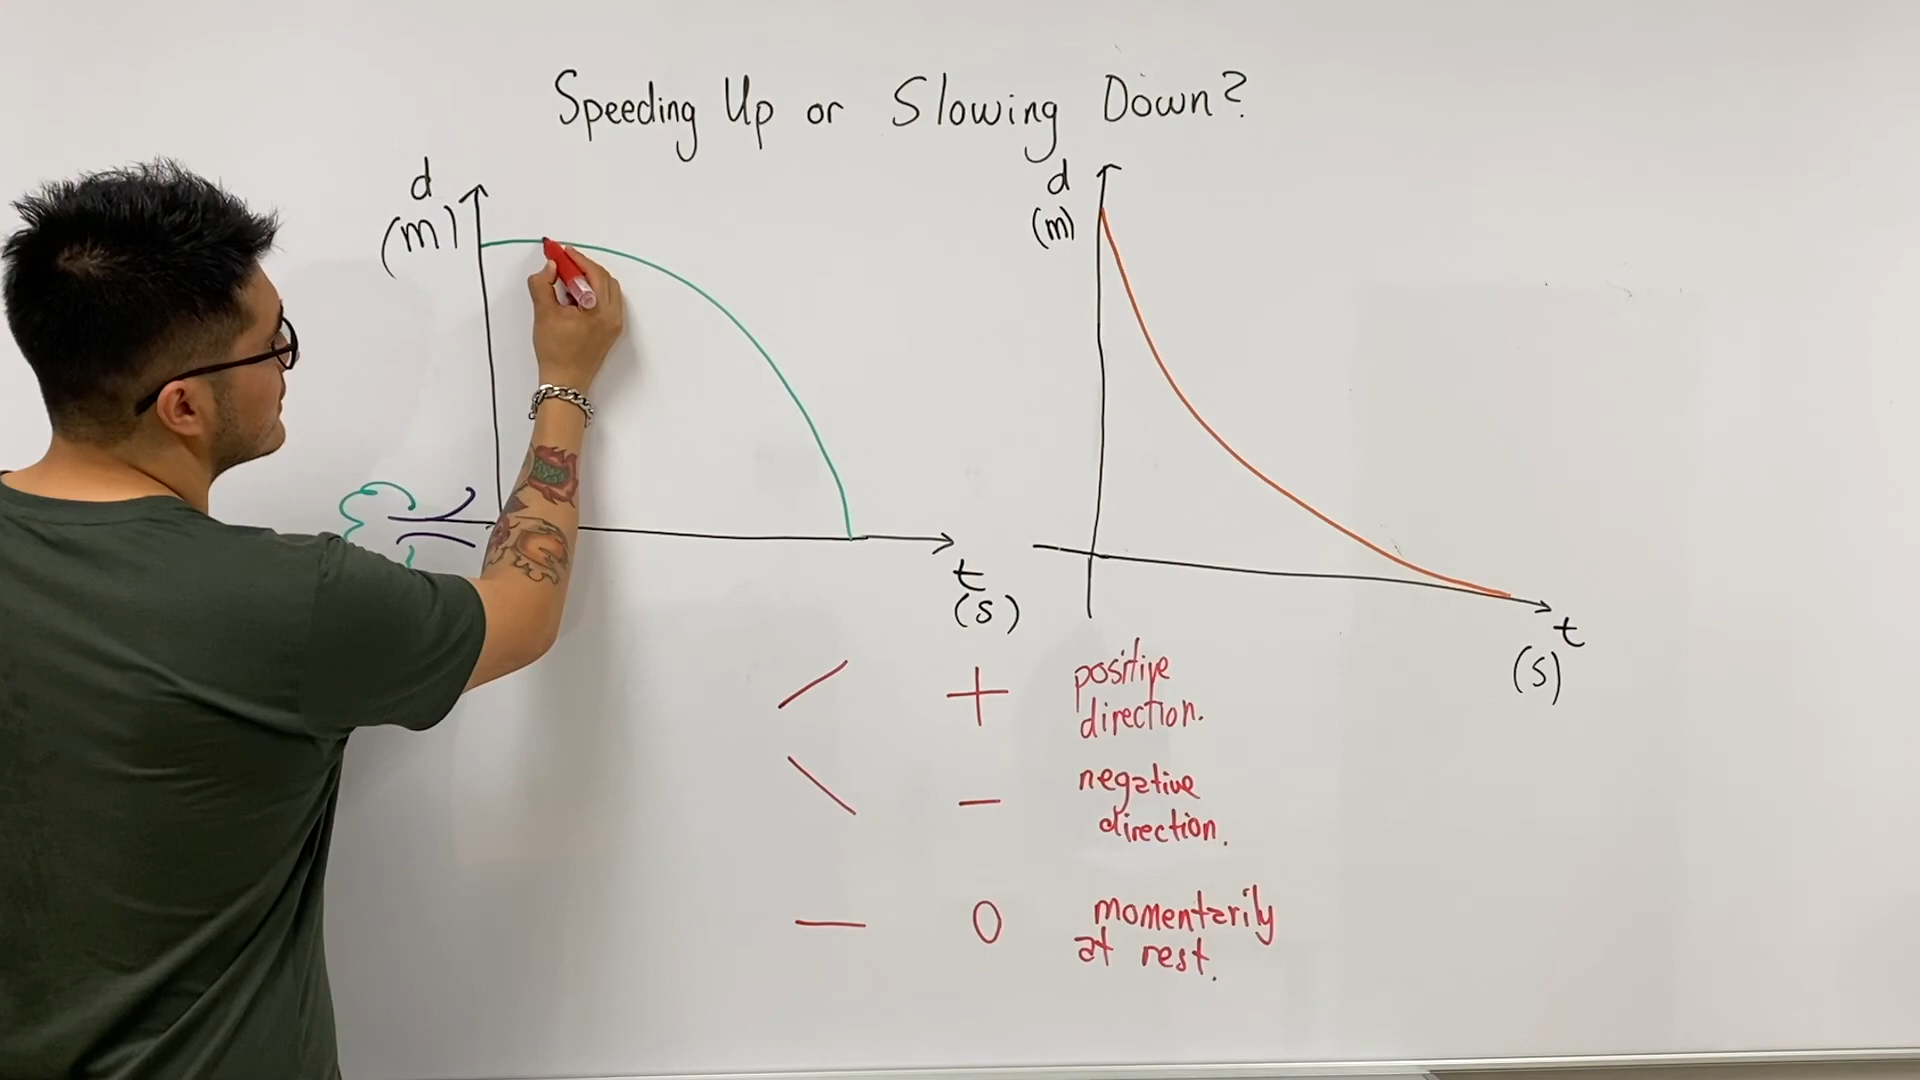 Speeding Up or Slowing Down?
d
(m)
t
(s)
d
(m)
t
(s)
+ positive
direction.
− negative
direction.
0 momentarily
at rest.